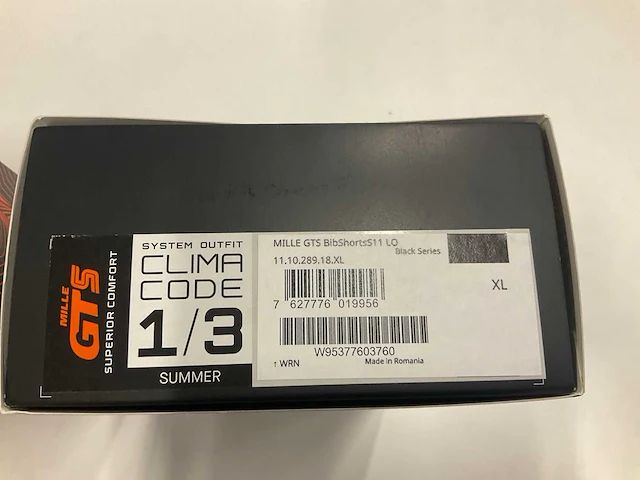 MILLE
GTS
SUPERIOR COMFORT
SYSTEM OUTFIT
CLIMA
CODE
1/3
SUMMER
MILLE GTS BibShortsS11 LO
Black Series
11.10.289.18.XL
XL
7 627776 019956
W95377603760
↑ WRN
Made in Romania